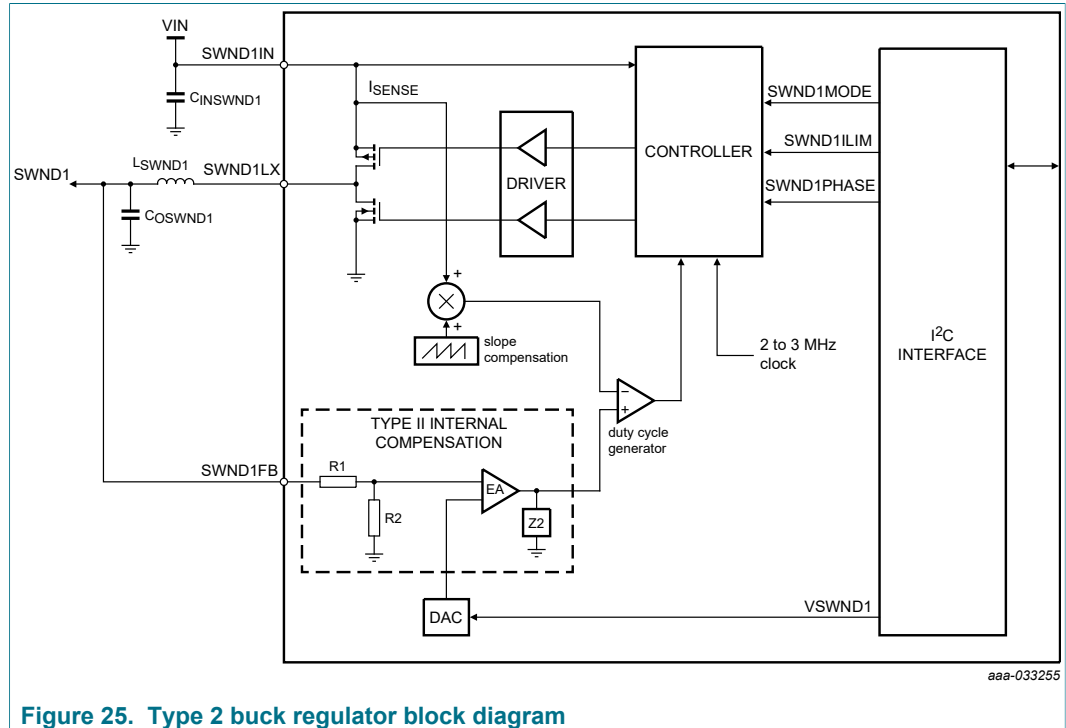 VIN
SWND1IN
CINSWND1
ISENSE
SWND1
LSWND1
SWND1LX
COSWND1
DRIVER
CONTROLLER
SWND1MODE
SWND1ILIM
SWND1PHASE
I2C
INTERFACE
+
×
+
slope
compensation
2 to 3 MHz
clock
−
+
duty cycle
generator
TYPE II INTERNAL
COMPENSATION
SWND1FB
R1
R2
EA
Z2
DAC
VSWND1
aaa-033255
Figure 25. Type 2 buck regulator block diagram